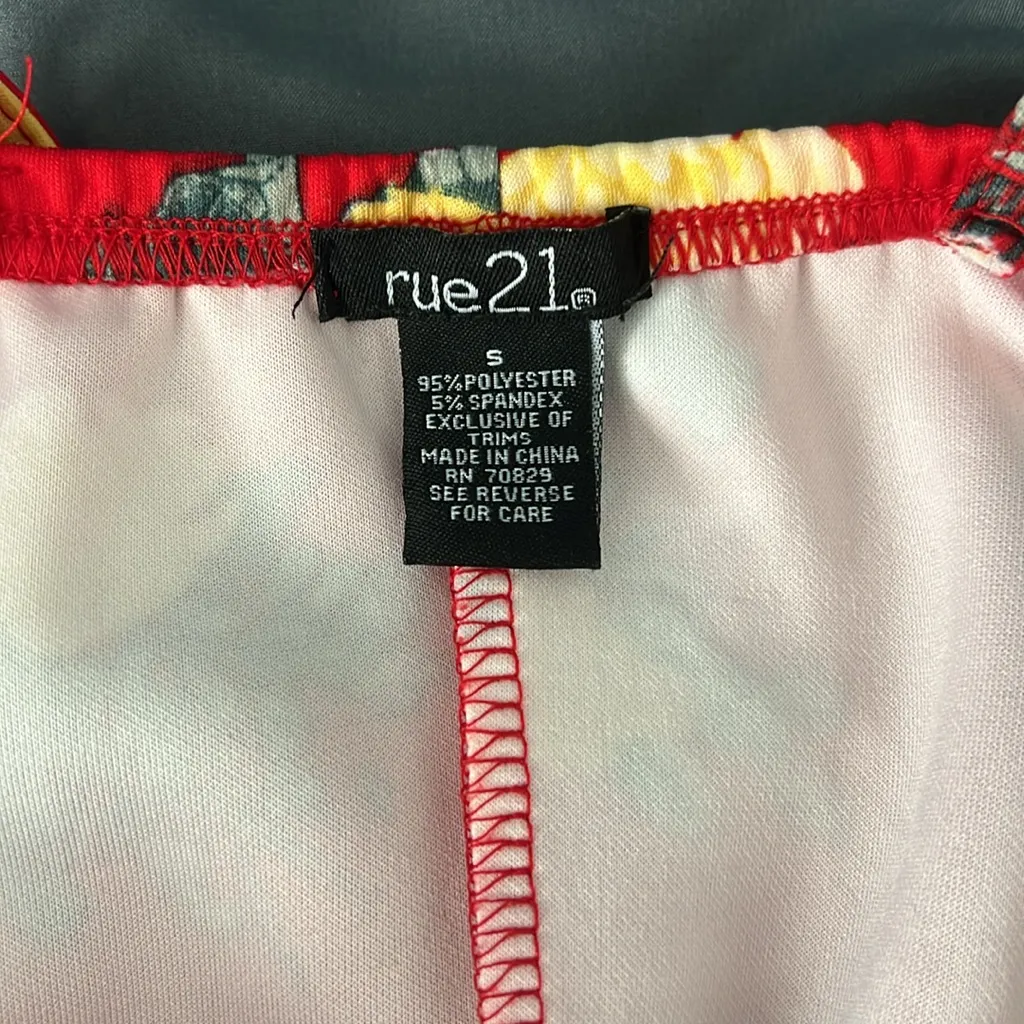 rue21®
S
95%POLYESTER
5% SPANDEX
EXCLUSIVE OF
TRIMS
MADE IN CHINA
RN 70829
SEE REVERSE
FOR CARE